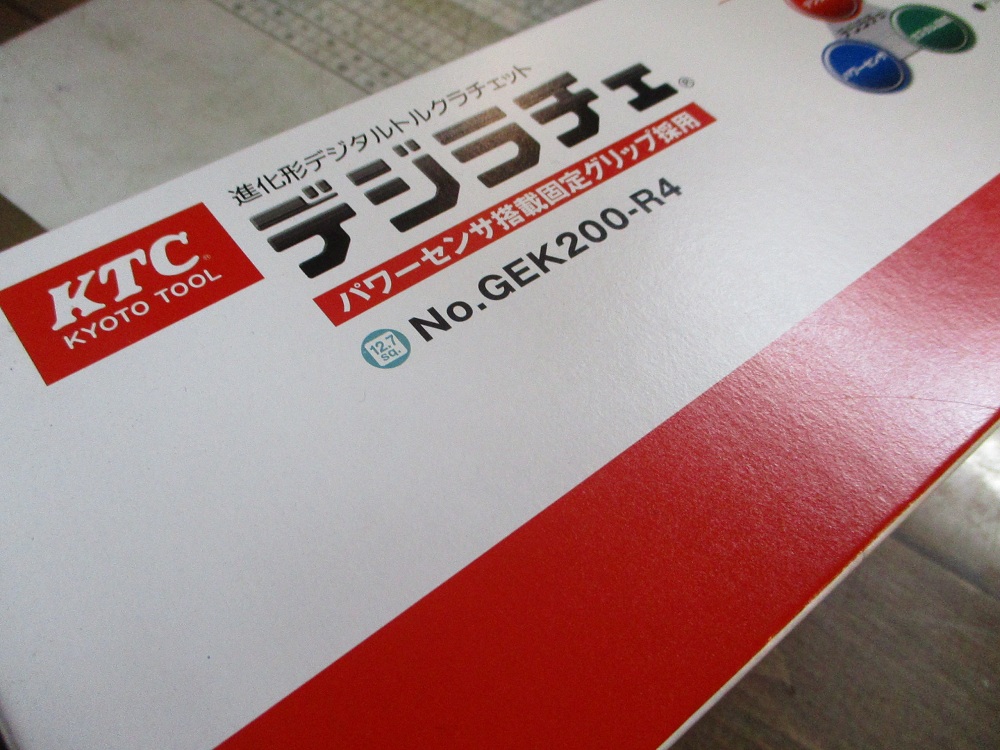 進化形デジタルトルクラチェット
デジラチェ®
パワーセンサ搭載固定グリップ採用
KTC
KYOTO TOOL
12.7
sq.
No.GEK200-R4